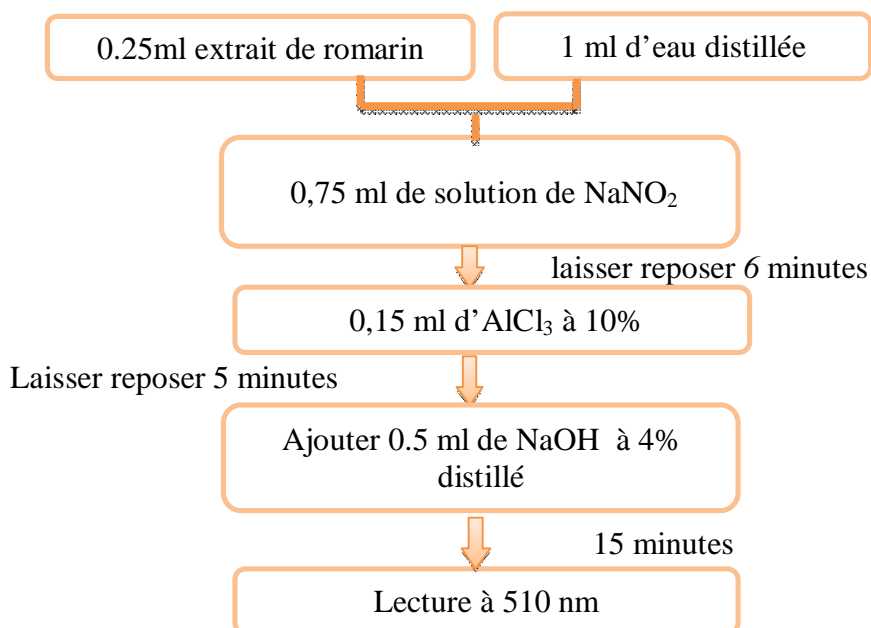 0.25ml extrait de romarin
1 ml d’eau distillée
0,75 ml de solution de NaNO₂
laisser reposer 6 minutes
0,15 ml d’AlCl₃ à 10%
Laisser reposer 5 minutes
Ajouter 0.5 ml de NaOH à 4%
distillé
15 minutes
Lecture à 510 nm